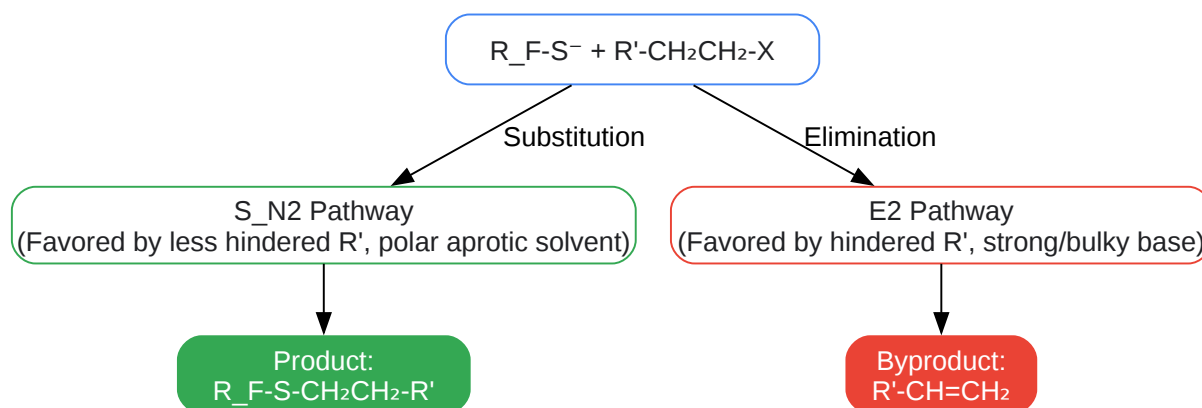 R_F-S⁻ + R'-CH₂CH₂-X
Substitution
Elimination
S_N2 Pathway
(Favored by less hindered R', polar aprotic solvent)
E2 Pathway
(Favored by hindered R', strong/bulky base)
Product:
R_F-S-CH₂CH₂-R'
Byproduct:
R'-CH=CH₂